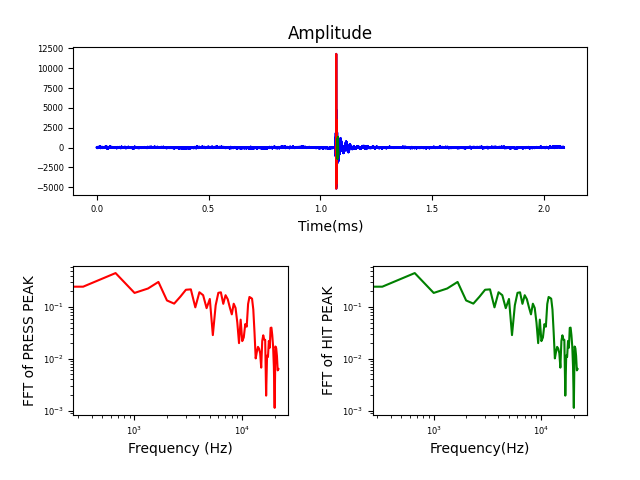 Amplitude
12500
10000
7500
5000
2500
0
−2500
−5000
0.0 0.5 1.0 1.5 2.0
Time(ms)
FFT of PRESS PEAK
10⁻¹
10⁻²
10⁻³
10³ 10⁴
Frequency (Hz)
FFT of HIT PEAK
10⁻¹
10⁻²
10⁻³
10³ 10⁴
Frequency(Hz)